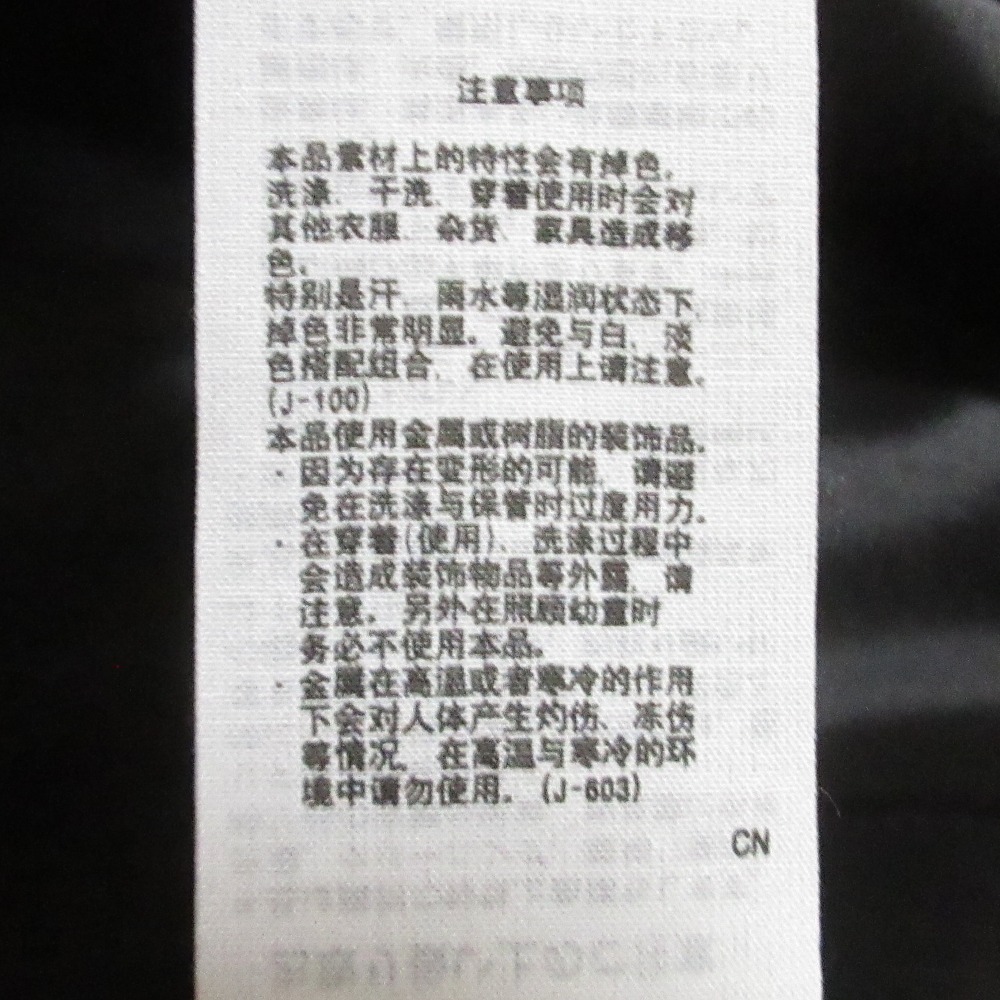 注意事项
本品素材上的特性会有掉色。
洗涤、干洗、穿着使用时会对
其他衣服、杂货、家具造成移
色。
特别是汗、雨水等湿润状态下、
掉色非常明显。避免与白、淡
色搭配组合、在使用上请注意。
(J-100)
本品使用金属或树脂的装饰品。
·因为存在变形的可能、请避
免在洗涤与保管时过度用力。
·在穿着(使用)、洗涤过程中
会造成装饰物品等外露、请
注意。另外在照顾幼童时
务必不使用本品。
·金属在高温或者寒冷的作用
下会对人体产生灼伤、冻伤
等情况、在高温与寒冷的环
境中请勿使用。(J-603)
CN